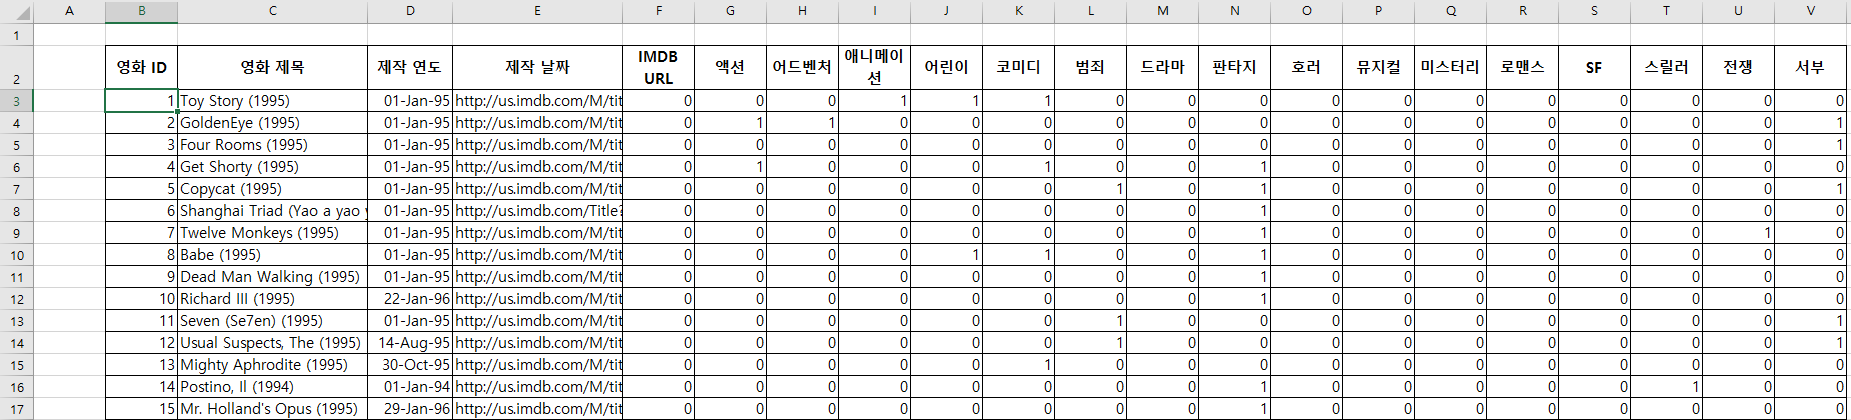 A B C D E F G H I J K L M N O P Q R S T U V
1
2 영화 ID 영화 제목 제작 연도 제작 날짜 IMDB URL 액션 어드벤처 애니메이션 어린이 코미디 범죄 드라마 판타지 호러 뮤지컬 미스터리 로맨스 SF 스릴러 전쟁 서부
3 1 Toy Story (1995) 01-Jan-95 http://us.imdb.com/M/tit 0 0 0 1 1 1 0 0 0 0 0 0 0 0 0 0 0
4 2 GoldenEye (1995) 01-Jan-95 http://us.imdb.com/M/tit 0 1 1 0 0 0 0 0 0 0 0 0 0 0 0 0 1
5 3 Four Rooms (1995) 01-Jan-95 http://us.imdb.com/M/tit 0 0 0 0 0 0 0 0 0 0 0 0 0 0 0 0 1
6 4 Get Shorty (1995) 01-Jan-95 http://us.imdb.com/M/tit 0 1 0 0 0 1 0 0 1 0 0 0 0 0 0 0 0
7 5 Copycat (1995) 01-Jan-95 http://us.imdb.com/M/tit 0 0 0 0 0 0 1 0 1 0 0 0 0 0 0 0 1
8 6 Shanghai Triad (Yao a yao 01-Jan-95 http://us.imdb.com/Title? 0 0 0 0 0 0 0 0 1 0 0 0 0 0 0 0 0
9 7 Twelve Monkeys (1995) 01-Jan-95 http://us.imdb.com/M/tit 0 0 0 0 0 0 0 0 1 0 0 0 0 0 0 1 0
10 8 Babe (1995) 01-Jan-95 http://us.imdb.com/M/tit 0 0 0 0 1 1 0 0 1 0 0 0 0 0 0 0 0
11 9 Dead Man Walking (1995) 01-Jan-95 http://us.imdb.com/M/tit 0 0 0 0 0 0 0 0 1 0 0 0 0 0 0 0 0
12 10 Richard III (1995) 22-Jan-96 http://us.imdb.com/M/tit 0 0 0 0 0 0 0 0 1 0 0 0 0 0 0 0 0
13 11 Seven (Se7en) (1995) 01-Jan-95 http://us.imdb.com/M/tit 0 0 0 0 0 0 1 0 0 0 0 0 0 0 0 0 1
14 12 Usual Suspects, The (1995) 14-Aug-95 http://us.imdb.com/M/tit 0 0 0 0 0 0 1 0 0 0 0 0 0 0 0 0 1
15 13 Mighty Aphrodite (1995) 30-Oct-95 http://us.imdb.com/M/tit 0 0 0 0 0 1 0 0 0 0 0 0 0 0 0 0 0
16 14 Postino, Il (1994) 01-Jan-94 http://us.imdb.com/M/tit 0 0 0 0 0 0 0 0 1 0 0 0 0 0 1 0 0
17 15 Mr. Holland's Opus (1995) 29-Jan-96 http://us.imdb.com/M/tit 0 0 0 0 0 0 0 0 1 0 0 0 0 0 0 0 0